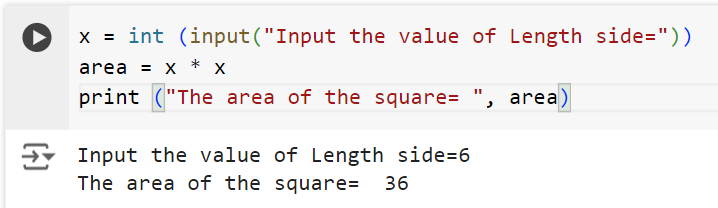 x = int (input("Input the value of Length side="))
area = x * x
print ("The area of the square= ", area)
Input the value of Length side=6
The area of the square=  36